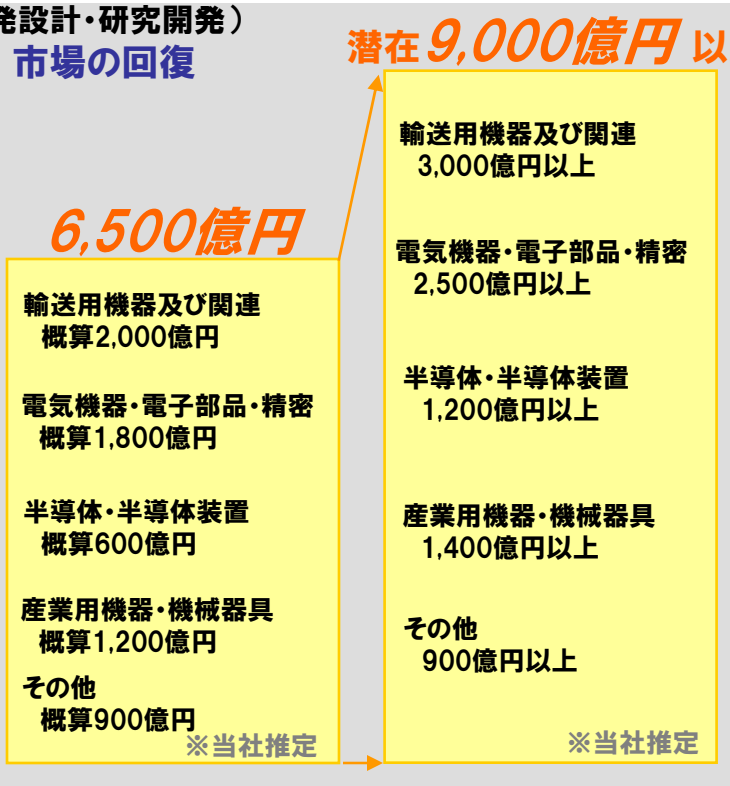 発設計・研究開発）
市場の回復
潜在9,000億円 以
6,500億円
輸送用機器及び関連
概算2,000億円
電気機器・電子部品・精密
概算1,800億円
半導体・半導体装置
概算600億円
産業用機器・機械器具
概算1,200億円
その他
概算900億円
※当社推定
輸送用機器及び関連
3,000億円以上
電気機器・電子部品・精密
2,500億円以上
半導体・半導体装置
1,200億円以上
産業用機器・機械器具
1,400億円以上
その他
900億円以上
※当社推定